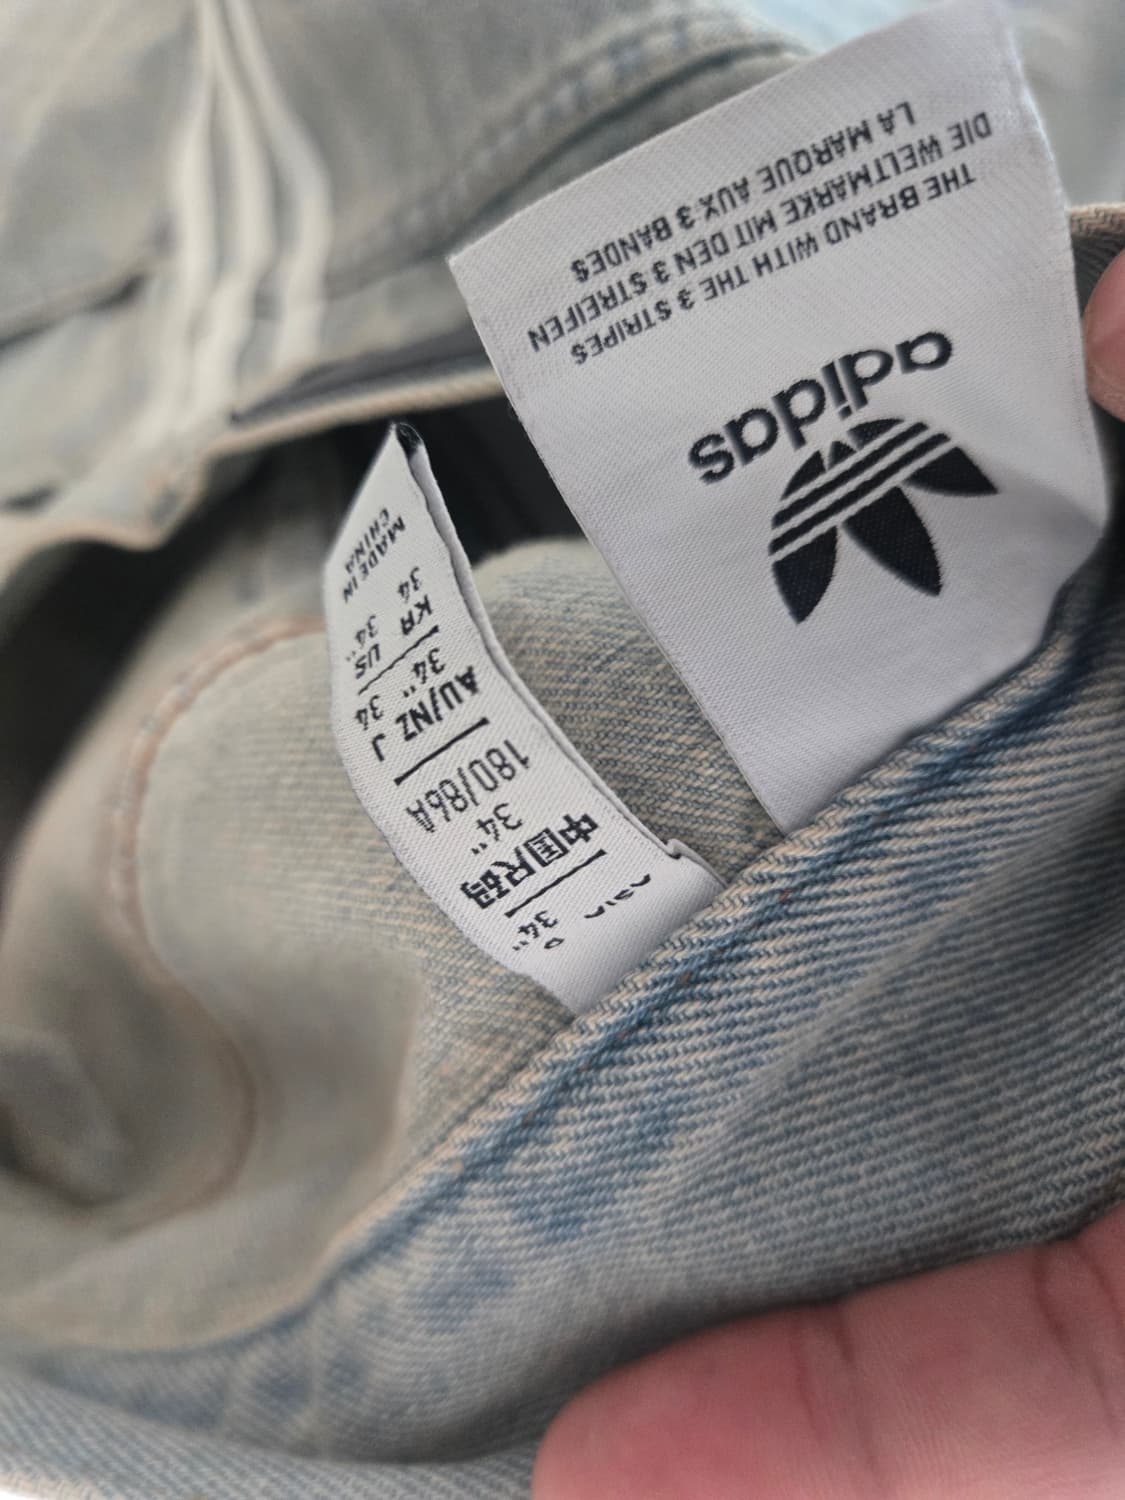 adidas
THE BRAND WITH THE 3 STRIPES
DIE WELTMARKE MIT DEN 3 STREIFEN
LA MARQUE AUX 3 BANDES
34"
中国尺码
34"
180/86A
AU/NZ J
34" 34
KR US
34 34"
MADE IN
CHINA